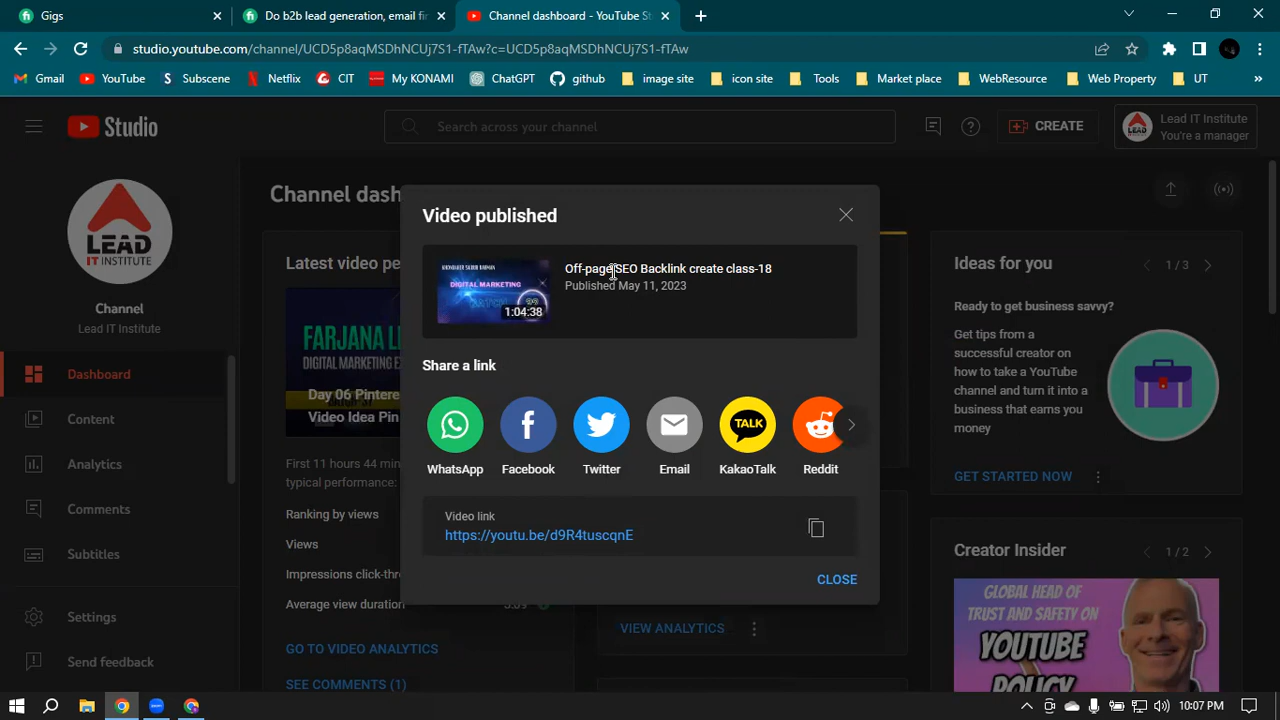 Gigs
Do b2b lead generation, email fi
Channel dashboard - YouTube St
studio.youtube.com/channel/UCD5p8aqMSDhNCUj7S1-fTAw?c=UCD5p8aqMSDhNCUj7S1-fTAw
Gmail
YouTube
Subscene
Netflix
CIT
My KONAMI
ChatGPT
github
image site
icon site
Tools
Market place
WebResource
Web Property
UT
»
Studio
Search across your channel
CREATE
Lead IT Institute
You're a manager
LEAD
IT INSTITUTE
Channel
Lead IT Institute
Dashboard
Content
Analytics
Comments
Subtitles
Settings
Send feedback
Channel dash
Latest video pe
FARJANA L
DIGITAL MARKETING EX
Day 06 Pintere
Video Idea Pin
First 11 hours 44 min
typical performance:
Ranking by views
Views
Impressions click-thr
Average view duration
GO TO VIDEO ANALYTICS
SEE COMMENTS (1)
Video published
DIGITAL MARKETING
1:04:38
Off-page SEO Backlink create class-18
Published May 11, 2023
Share a link
WhatsApp
Facebook
Twitter
Email
TALK
KakaoTalk
Reddit
Video link
https://youtu.be/d9R4tuscqnE
CLOSE
VIEW ANALYTICS
Ideas for you
1 / 3
Ready to get business savvy?
Get tips from a
successful creator on
how to take a YouTube
channel and turn it into a
business that earns you
money
GET STARTED NOW
Creator Insider
1 / 2
GLOBAL HEAD OF
TRUST AND SAFETY ON
YOUTUBE
POLICY
10:07 PM